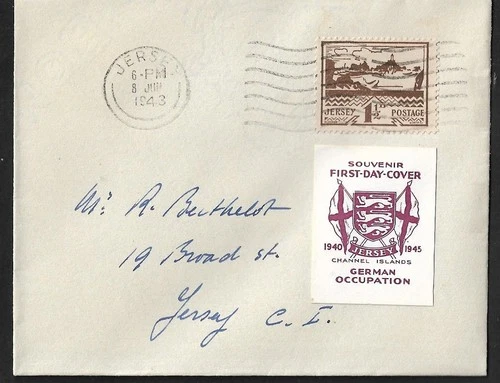 JERSEY
6-PM
8 JUN
1943
JERSEY 1½D POSTAGE
SOUVENIR
FIRST-DAY-COVER
1940 JERSEY 1945
CHANNEL ISLANDS
GERMAN
OCCUPATION
Mr. R. Berthelot
19 Broad St.
Jersey C. I.